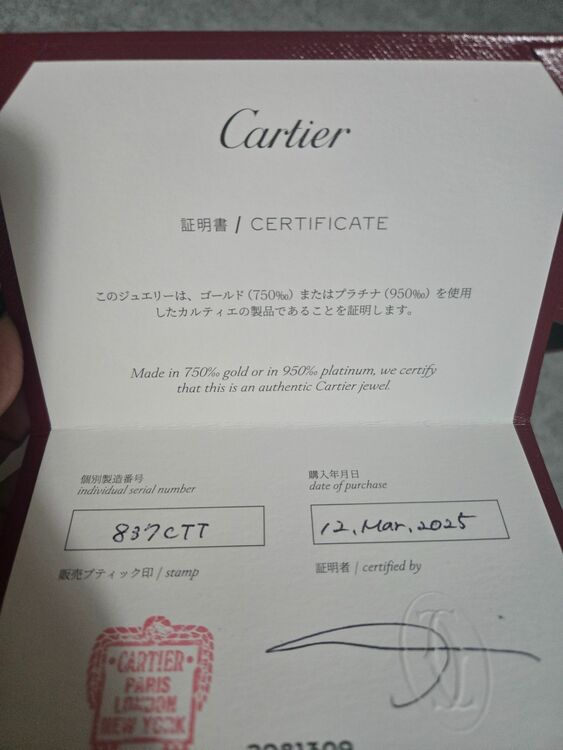 Cartier
証明書 / CERTIFICATE
このジュエリーは、ゴールド(750‰)またはプラチナ(950‰)を使用
したカルティエの製品であることを証明します。
Made in 750‰ gold or in 950‰ platinum, we certify
that this is an authentic Cartier jewel.
個別製造番号
individual serial number
837CTT
購入年月日
date of purchase
12, Mar, 2025
販売ブティック印 / stamp
証明者 / certified by
CARTIER
PARIS
LONDON
NEW YORK